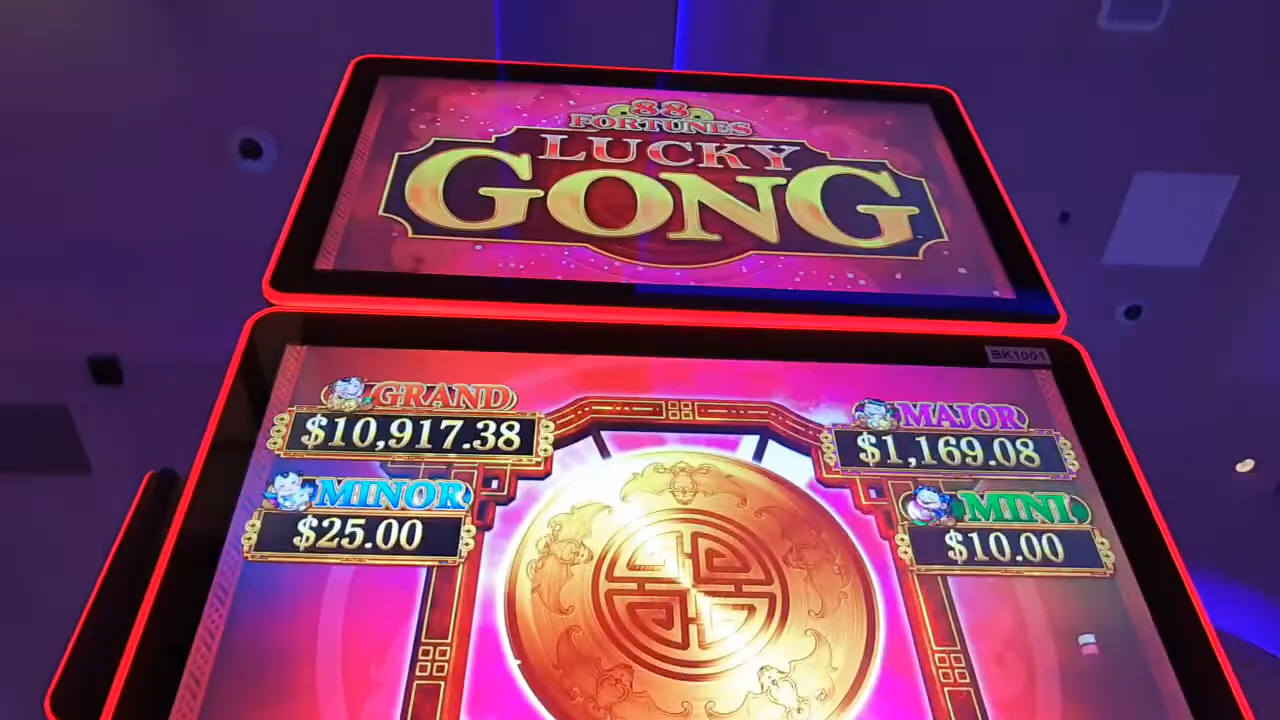 88
FORTUNES
LUCKY
GONG
BK1001
GRAND
$10,917.38
MAJOR
$1,169.08
MINOR
$25.00
MINI
$10.00